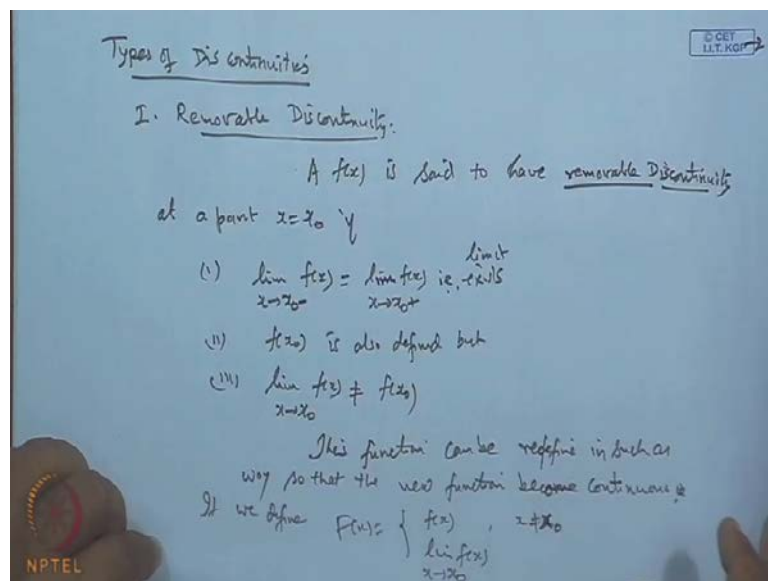 Types of Discontinuities
© CET
I.I.T. KGP
I. Removable Discontinuity.
A f(x) is said to have removable Discontinuity
at a point x = x₀ if
limit
(i) lim f(x) = lim f(x) i.e. exists
x→x₀- x→x₀+
(ii) f(x₀) is also defined but
(iii) lim f(x) ≠ f(x₀)
x→x₀
This function can be redefine in such a
way so that the new function become continuous.
If we define F(x) = { f(x) , x ≠ x₀
lim f(x)
x→x₀
NPTEL